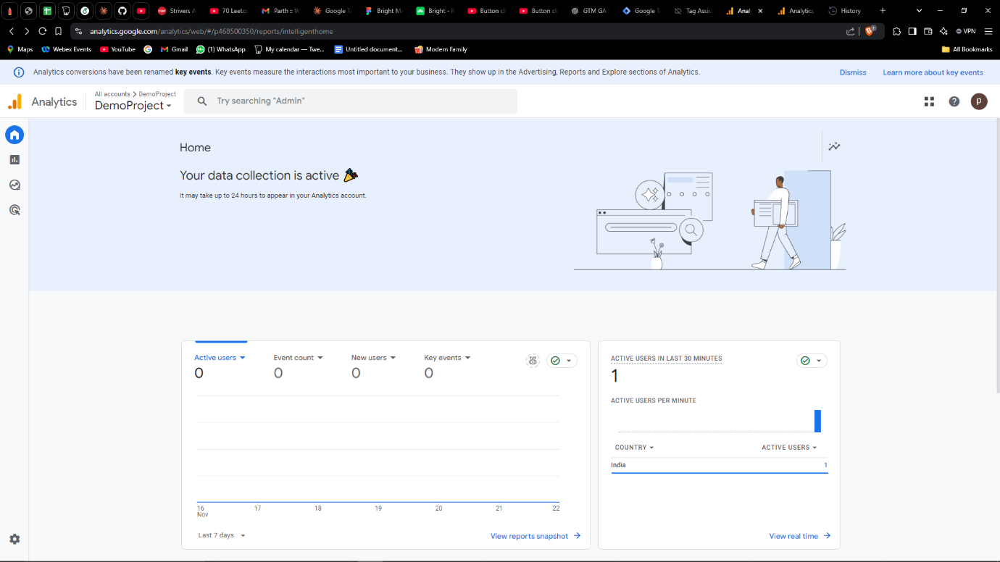 Strivers A
70 Leetc
Parth :: W
Google T
Bright M
Bright - R
Button cl
Button cl
GTM GA
Google T
Tag Assis
Anal
Analytics
History
analytics.google.com/analytics/web/#/p468500350/reports/intelligenthome
7
VPN
Maps
Webex Events
YouTube
Gmail
(1) WhatsApp
My calendar — Twe...
Untitled document...
Modern Family
All Bookmarks
Analytics conversions have been renamed key events. Key events measure the interactions most important to your business. They show up in the Advertising, Reports and Explore sections of Analytics.
Dismiss
Learn more about key events
Analytics
All accounts > DemoProject
DemoProject
Try searching "Admin"
p
Home
Your data collection is active
It may take up to 24 hours to appear in your Analytics account.
Active users
Event count
New users
Key events
0
0
0
0
16
Nov
17
18
19
20
21
22
Last 7 days
View reports snapshot
ACTIVE USERS IN LAST 30 MINUTES
1
ACTIVE USERS PER MINUTE
COUNTRY
ACTIVE USERS
India
1
View real time